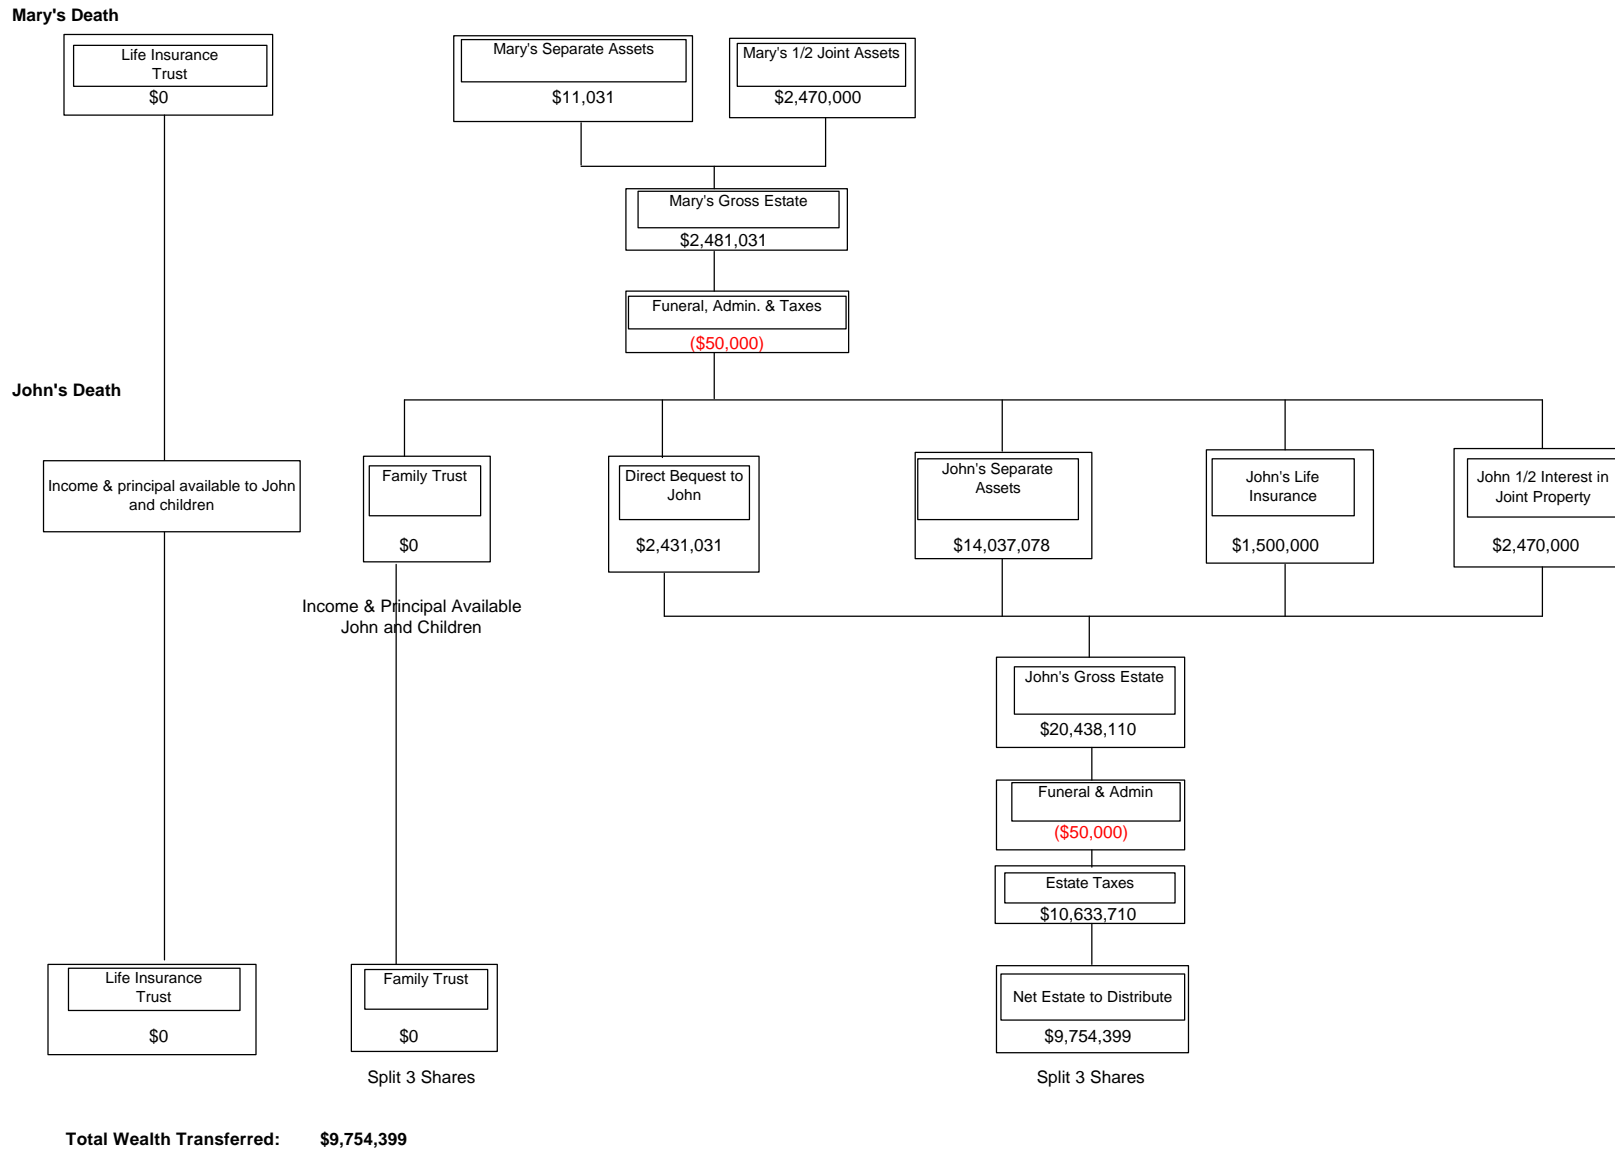 Mary's Death
Life Insurance
Trust
$0
Mary's Separate Assets
$11,031
Mary's 1/2 Joint Assets
$2,470,000
Mary's Gross Estate
$2,481,031
Funeral, Admin. & Taxes
($50,000)
John's Death
Income & principal available to John
and children
Family Trust
$0
Direct Bequest to
John
$2,431,031
John's Separate
Assets
$14,037,078
John's Life
Insurance
$1,500,000
John 1/2 Interest in
Joint Property
$2,470,000
Income & Principal Available
John and Children
John's Gross Estate
$20,438,110
Funeral & Admin
($50,000)
Estate Taxes
$10,633,710
Life Insurance
Trust
$0
Family Trust
$0
Net Estate to Distribute
$9,754,399
Split 3 Shares
Split 3 Shares
Total Wealth Transferred: $9,754,399